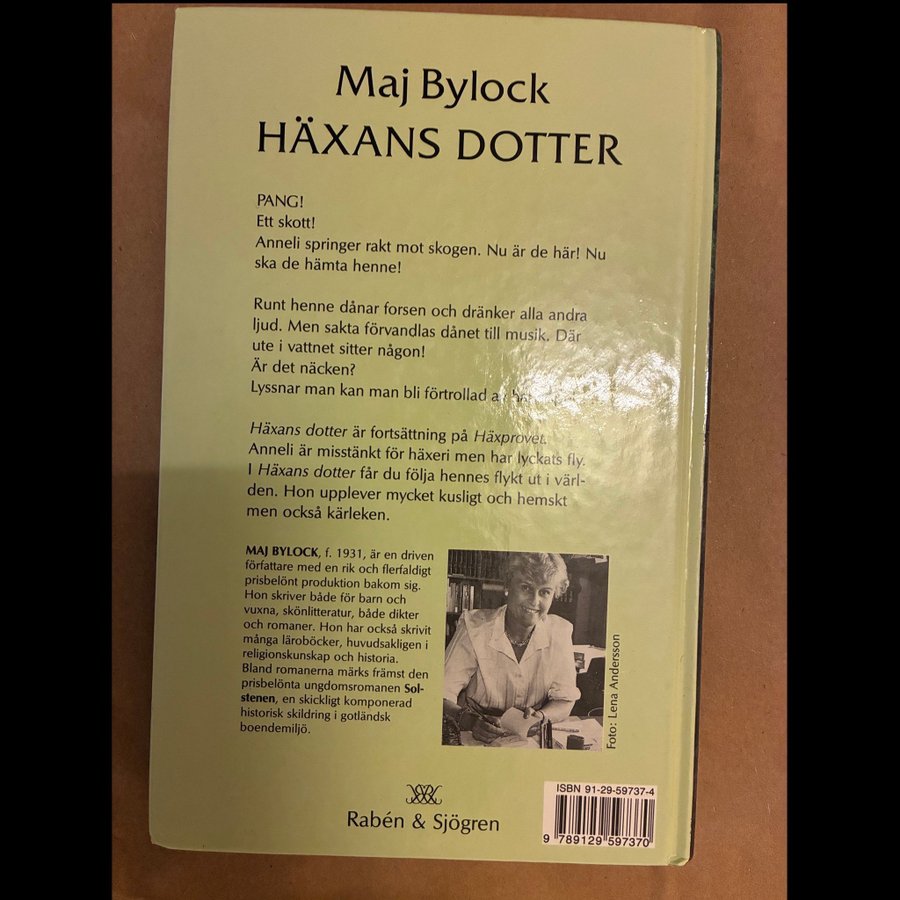 Maj Bylock
HÄXANS DOTTER
PANG!
Ett skott!
Anneli springer rakt mot skogen. Nu är de här! Nu
ska de hämta henne!
Runt henne dånar forsen och dränker alla andra
ljud. Men sakta förvandlas dånet till musik. Där
ute i vattnet sitter någon!
Är det näcken?
Lyssnar man kan man bli förtrollad
Häxans dotter är fortsättning på Häxprovet.
Anneli är misstänkt för häxeri men har lyckats fly.
I Häxans dotter får du följa hennes flykt ut i värl-
den. Hon upplever mycket kusligt och hemskt
men också kärleken.
MAJ BYLOCK, f. 1931, är en driven
författare med en rik och flerfaldigt
prisbelönt produktion bakom sig.
Hon skriver både för barn och
vuxna, skönlitteratur, både dikter
och romaner. Hon har också skrivit
många läroböcker, huvudsakligen i
religionskunskap och historia.
Bland romanerna märks främst den
prisbelönta ungdomsromanen Sol-
stenen, en skickligt komponerad
historisk skildring i gotländsk
boendemiljö.
Foto: Lena Andersson
Rabén & Sjögren
ISBN 91-29-59737-4
9 789129 597370